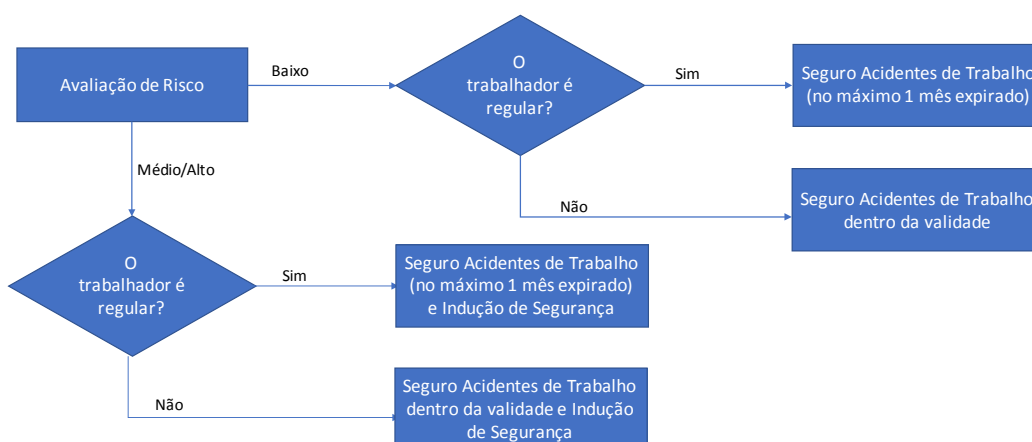 Avaliação de Risco
Baixo
O
trabalhador é
regular?
Sim
Seguro Acidentes de Trabalho
(no máximo 1 mês expirado)
Não
Seguro Acidentes de Trabalho
dentro da validade
Médio/Alto
O
trabalhador é
regular?
Sim
Seguro Acidentes de Trabalho
(no máximo 1 mês expirado)
e Indução de Segurança
Não
Seguro Acidentes de Trabalho
dentro da validade e Indução
de Segurança